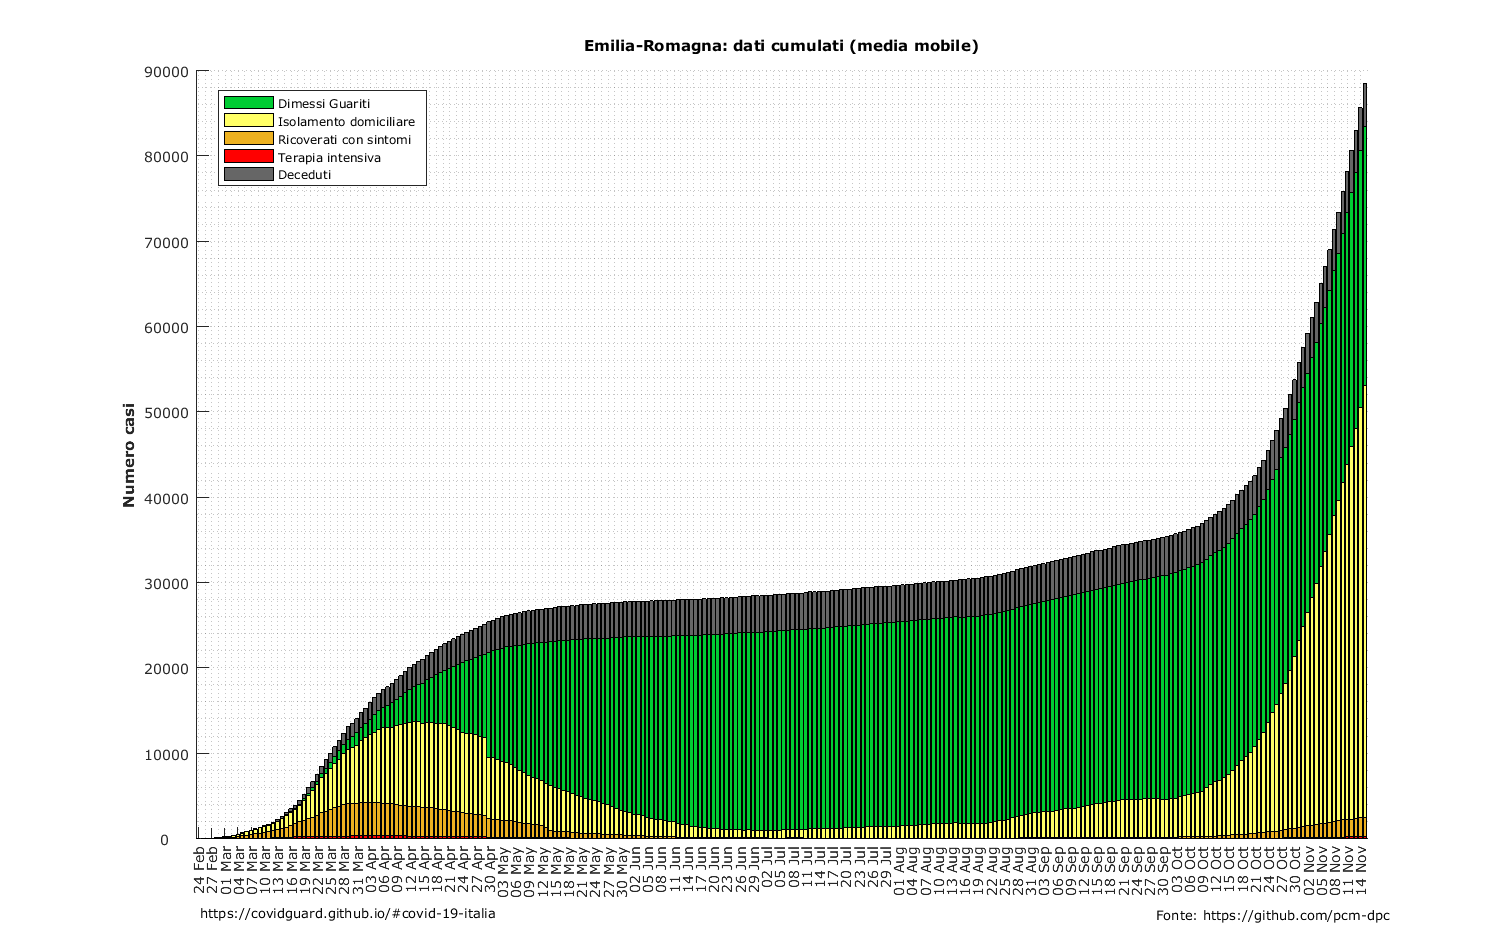 Emilia-Romagna: dati cumulati (media mobile)
90000
80000
70000
60000
50000
40000
30000
20000
10000
0
Numero casi
Dimessi Guariti
Isolamento domiciliare
Ricoverati con sintomi
Terapia intensiva
Deceduti
24 Feb
27 Feb
01 Mar
04 Mar
07 Mar
10 Mar
13 Mar
16 Mar
19 Mar
22 Mar
25 Mar
28 Mar
31 Mar
03 Apr
06 Apr
09 Apr
12 Apr
15 Apr
18 Apr
21 Apr
24 Apr
27 Apr
30 Apr
03 May
06 May
09 May
12 May
15 May
18 May
21 May
24 May
27 May
30 May
02 Jun
05 Jun
08 Jun
11 Jun
14 Jun
17 Jun
20 Jun
23 Jun
26 Jun
29 Jun
02 Jul
05 Jul
08 Jul
11 Jul
14 Jul
17 Jul
20 Jul
23 Jul
26 Jul
29 Jul
01 Aug
04 Aug
07 Aug
10 Aug
13 Aug
16 Aug
19 Aug
22 Aug
25 Aug
28 Aug
31 Aug
03 Sep
06 Sep
09 Sep
12 Sep
15 Sep
18 Sep
21 Sep
24 Sep
27 Sep
30 Sep
03 Oct
06 Oct
09 Oct
12 Oct
15 Oct
18 Oct
21 Oct
24 Oct
27 Oct
30 Oct
02 Nov
05 Nov
08 Nov
11 Nov
14 Nov
https://covidguard.github.io/#covid-19-italia
Fonte: https://github.com/pcm-dpc